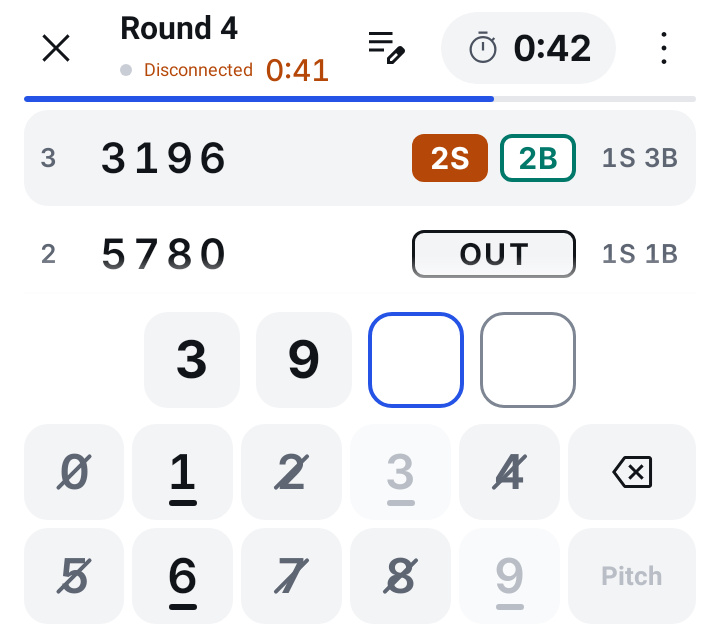 Round 4
Disconnected 0:41
0:42
3 3196 2S 2B 1S 3B
2 5780 OUT 1S 1B
3 9
0 1 2 3 4
5 6 7 8 9 Pitch